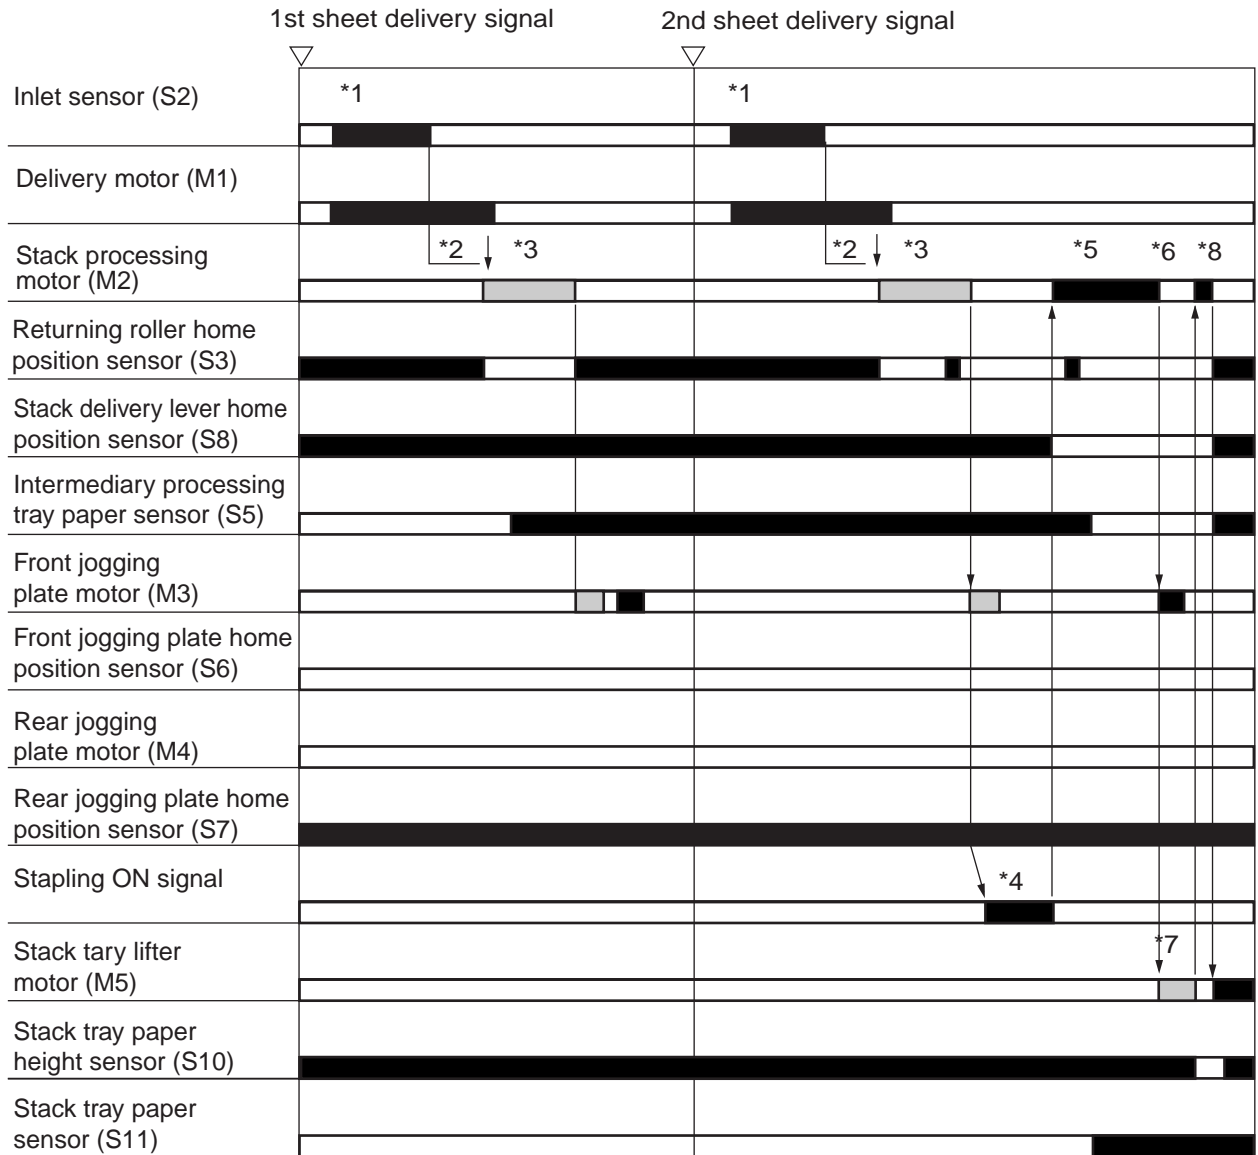 1st sheet delivery signal
2nd sheet delivery signal
Inlet sensor (S2)
*1
*1
Delivery motor (M1)
Stack processing
motor (M2)
*2
*3
*2
*3
*5
*6
*8
Returning roller home
position sensor (S3)
Stack delivery lever home
position sensor (S8)
Intermediary processing
tray paper sensor (S5)
Front jogging
plate motor (M3)
Front jogging plate home
position sensor (S6)
Rear jogging
plate motor (M4)
Rear jogging plate home
position sensor (S7)
Stapling ON signal
*4
Stack tary lifter
motor (M5)
*7
Stack tray paper
height sensor (S10)
Stack tray paper
sensor (S11)